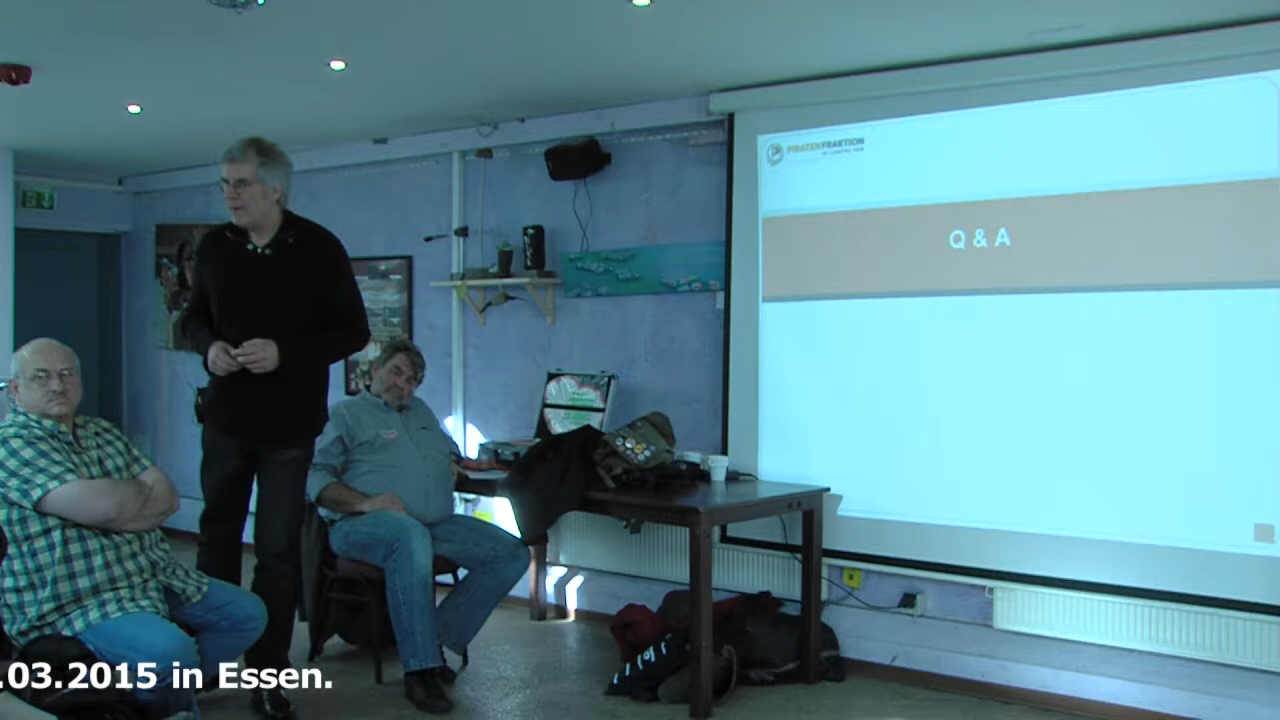 PIRATENFRAKTION
Q & A
.03.2015 in Essen.